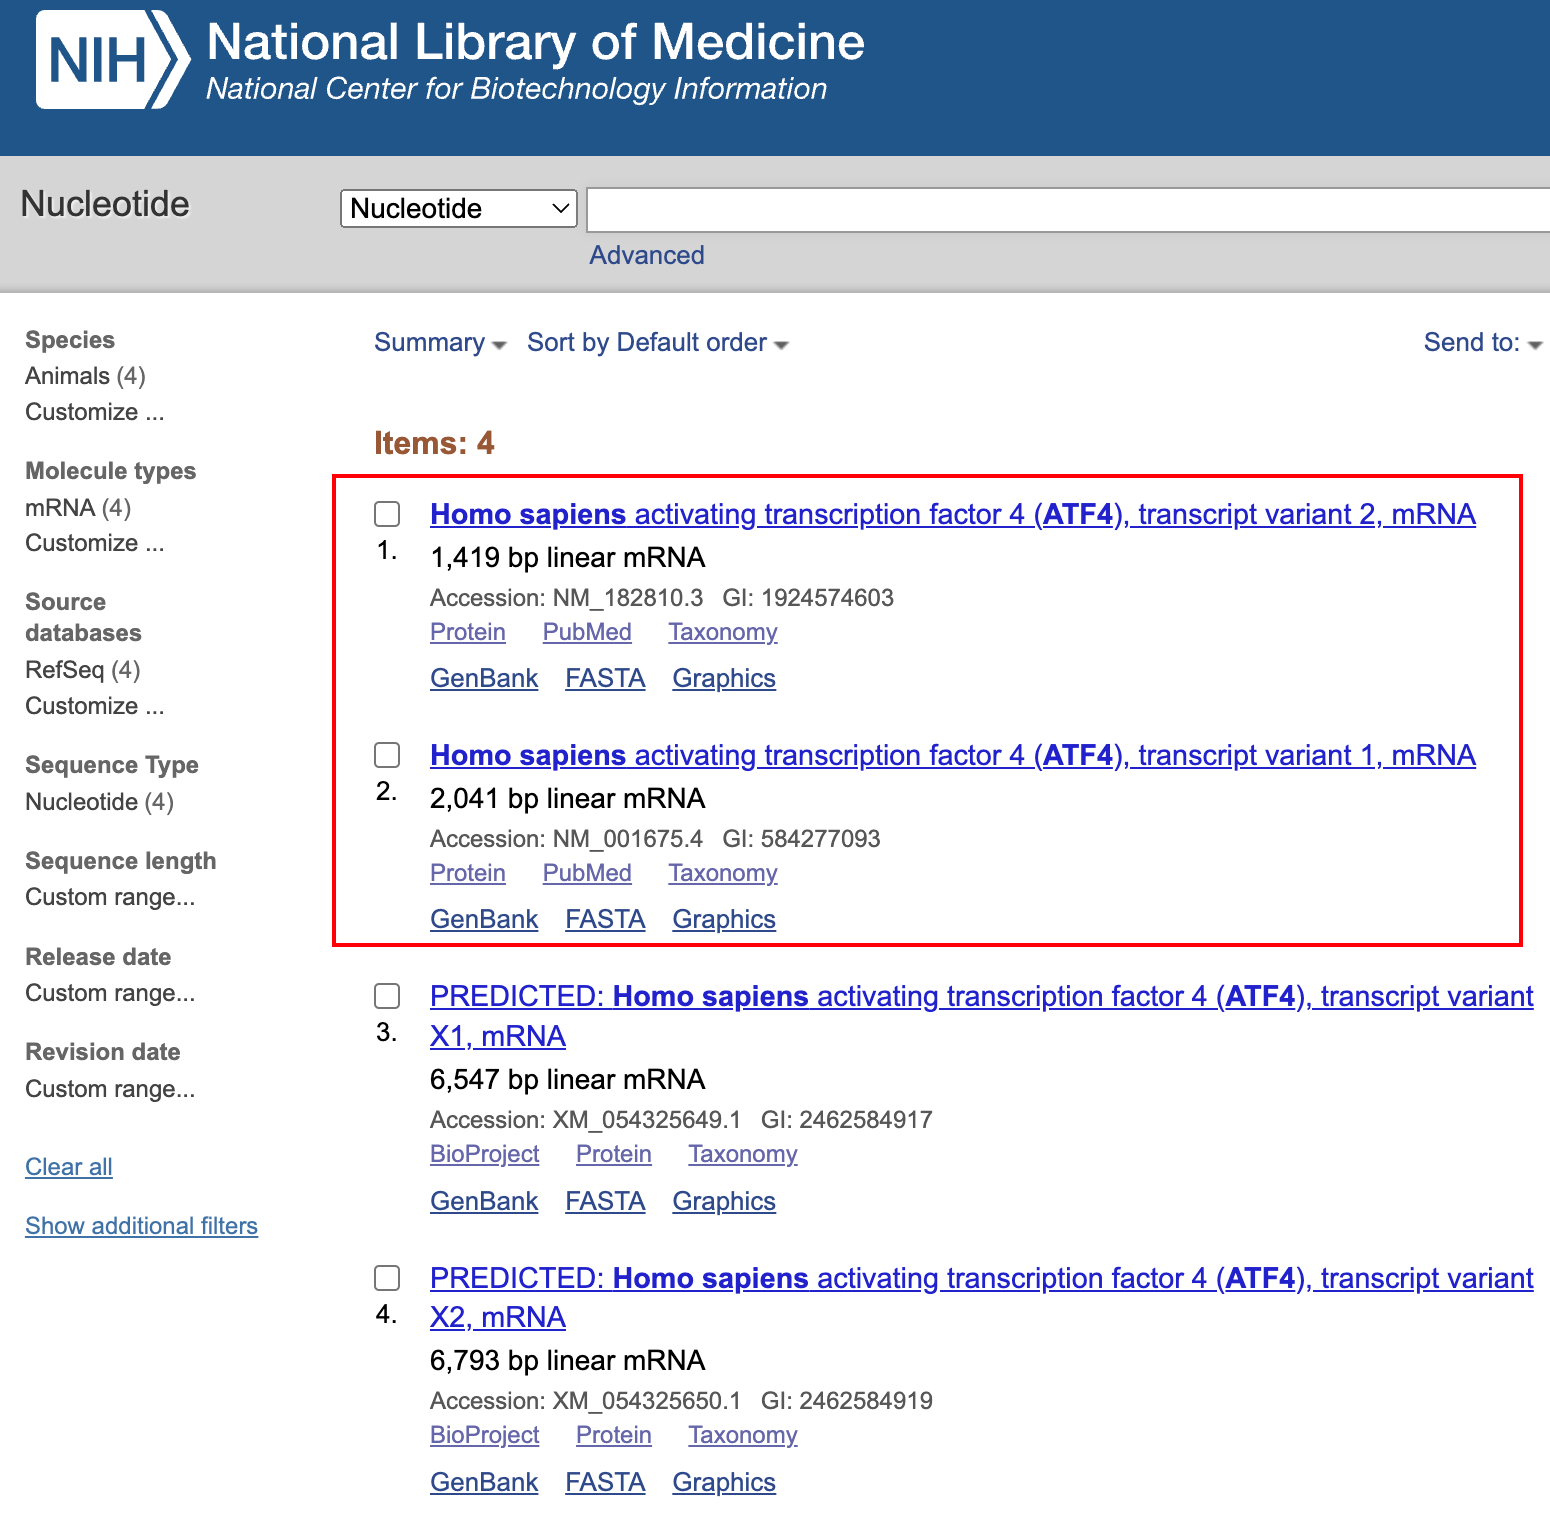 NIH National Library of Medicine
National Center for Biotechnology Information
Nucleotide
Nucleotide
Advanced
Species
Animals (4)
Customize ...
Molecule types
mRNA (4)
Customize ...
Source
databases
RefSeq (4)
Customize ...
Sequence Type
Nucleotide (4)
Sequence length
Custom range...
Release date
Custom range...
Revision date
Custom range...
Clear all
Show additional filters
Summary Sort by Default order Send to:
Items: 4
Homo sapiens activating transcription factor 4 (ATF4), transcript variant 2, mRNA
1. 1,419 bp linear mRNA
Accession: NM_182810.3 GI: 1924574603
Protein PubMed Taxonomy
GenBank FASTA Graphics
Homo sapiens activating transcription factor 4 (ATF4), transcript variant 1, mRNA
2. 2,041 bp linear mRNA
Accession: NM_001675.4 GI: 584277093
Protein PubMed Taxonomy
GenBank FASTA Graphics
PREDICTED: Homo sapiens activating transcription factor 4 (ATF4), transcript variant
3. X1, mRNA
6,547 bp linear mRNA
Accession: XM_054325649.1 GI: 2462584917
BioProject Protein Taxonomy
GenBank FASTA Graphics
PREDICTED: Homo sapiens activating transcription factor 4 (ATF4), transcript variant
4. X2, mRNA
6,793 bp linear mRNA
Accession: XM_054325650.1 GI: 2462584919
BioProject Protein Taxonomy
GenBank FASTA Graphics